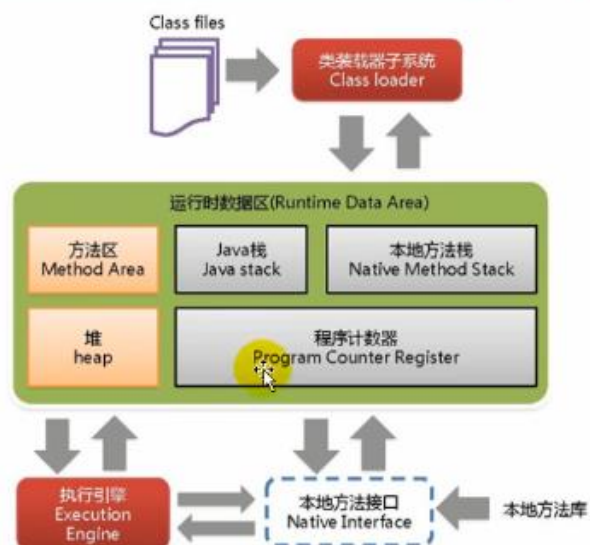 Class files
类装载器子系统
Class loader
运行时数据区(Runtime Data Area)
方法区
Method Area
Java栈
Java stack
本地方法栈
Native Method Stack
堆
heap
程序计数器
Program Counter Register
执行引擎
Execution
Engine
本地方法接口
Native Interface
本地方法库